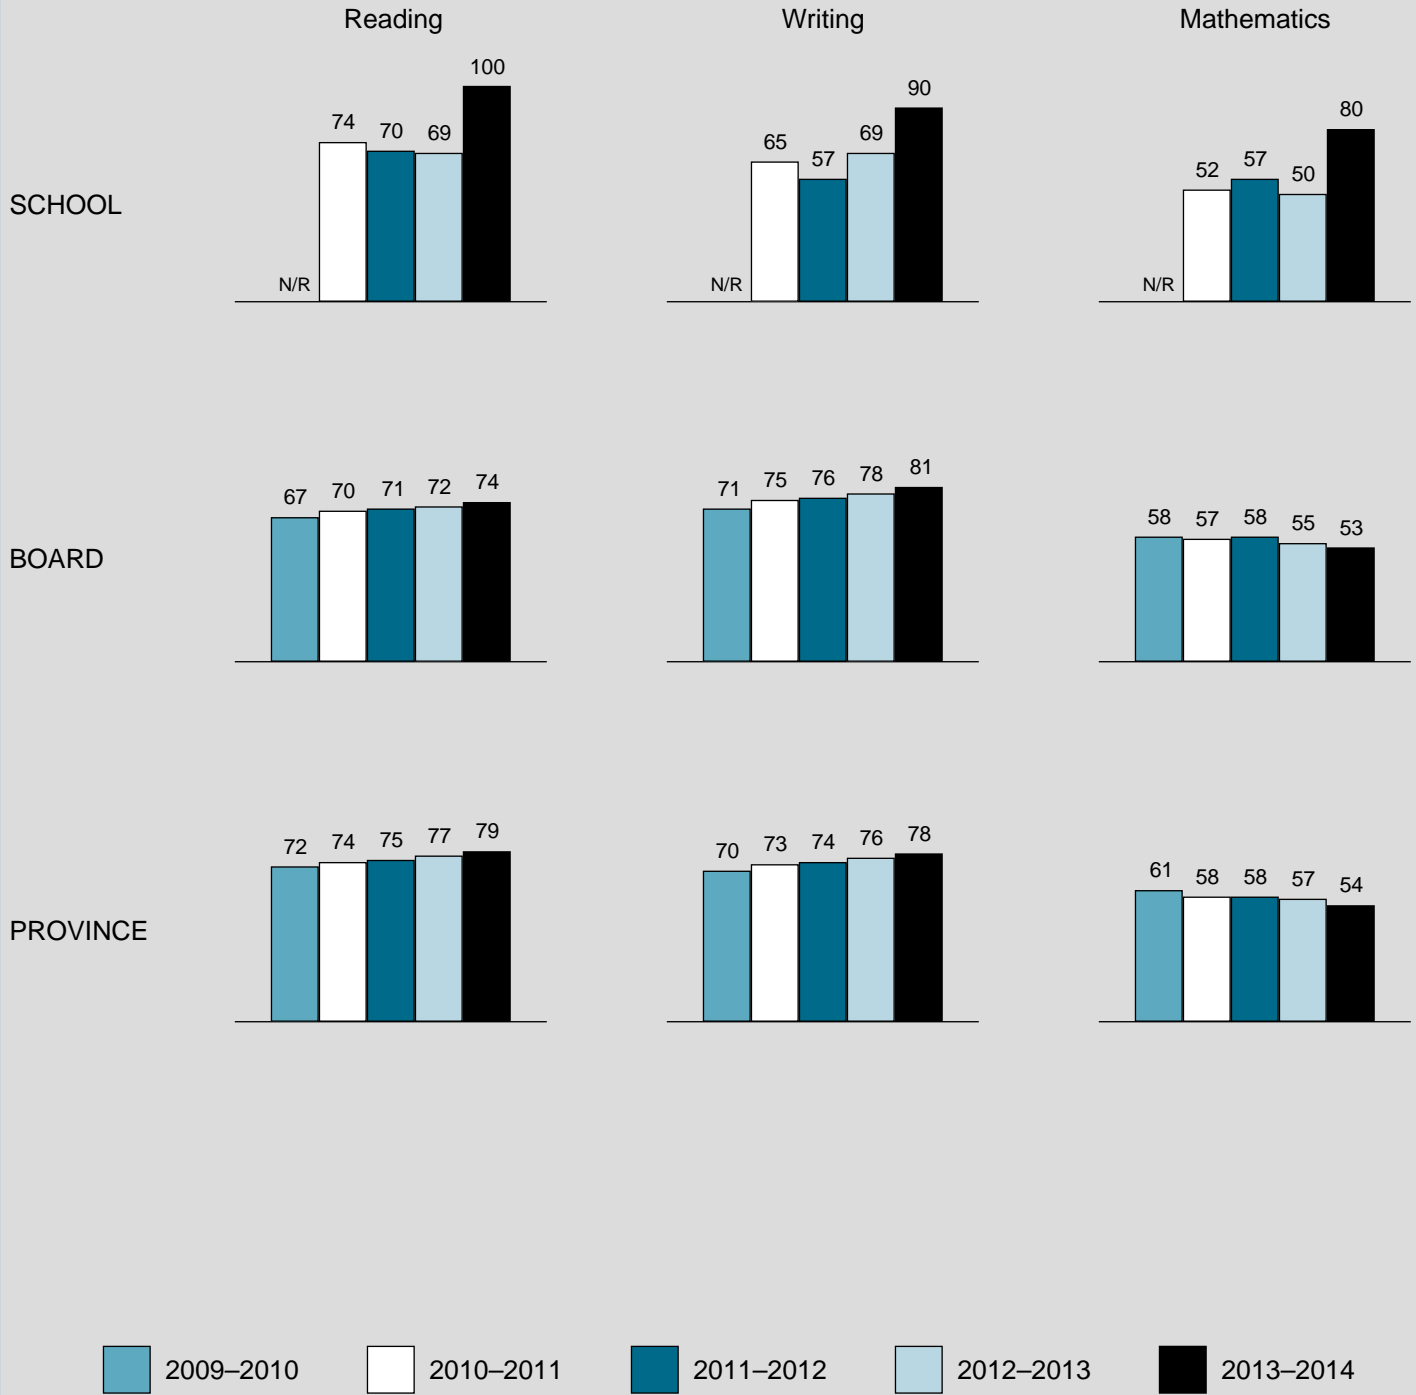 Reading Writing Mathematics
SCHOOL
N/R 74 70 69 100
N/R 65 57 69 90
N/R 52 57 50 80
BOARD
67 70 71 72 74
71 75 76 78 81
58 57 58 55 53
PROVINCE
72 74 75 77 79
70 73 74 76 78
61 58 58 57 54
2009–2010 2010–2011 2011–2012 2012–2013 2013–2014